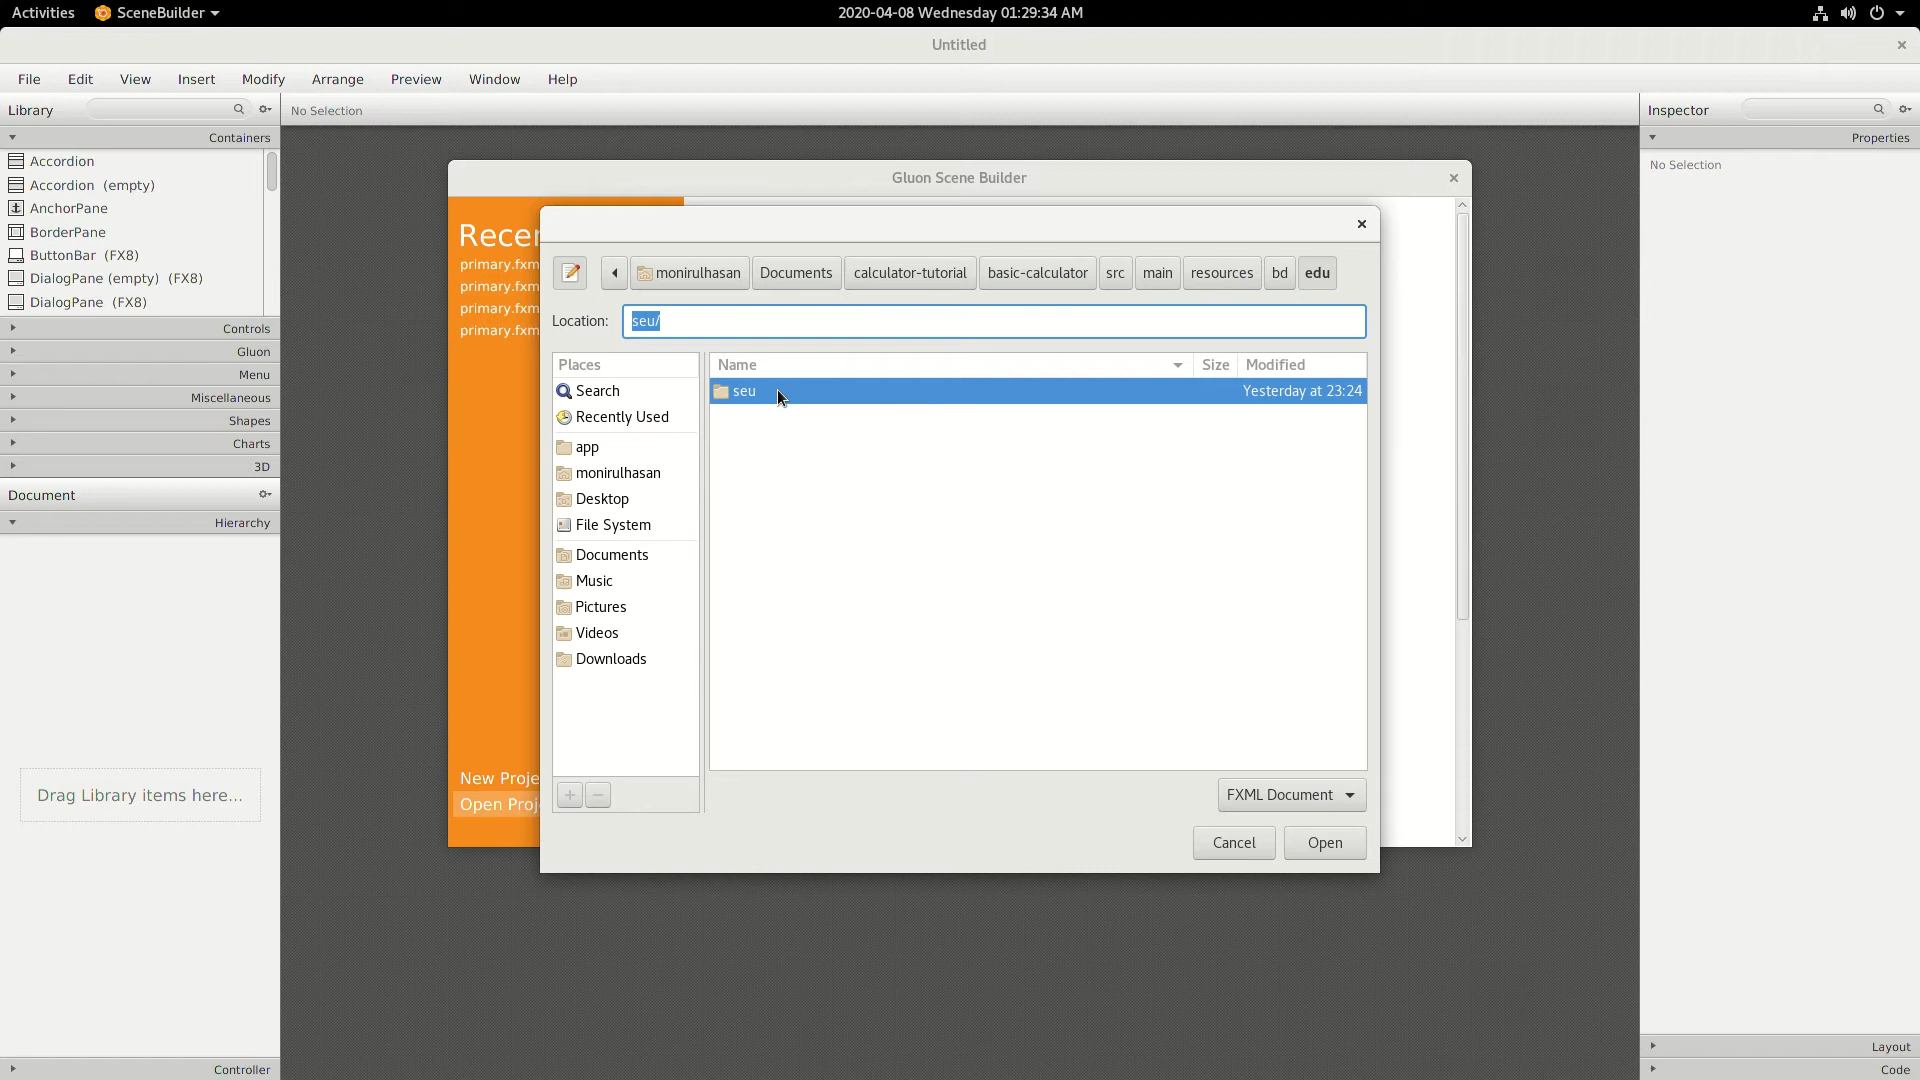 Activities SceneBuilder 2020-04-08 Wednesday 01:29:34 AM
Untitled
File Edit View Insert Modify Arrange Preview Window Help
Library No Selection Inspector
Containers Properties
Accordion No Selection
Accordion (empty)
AnchorPane
BorderPane
ButtonBar (FX8)
DialogPane (empty) (FX8)
DialogPane (FX8)
Controls
Gluon
Menu
Miscellaneous
Shapes
Charts
3D
Document
Hierarchy
Drag Library items here...
Controller
Gluon Scene Builder
primary.fxm
primary.fxm
primary.fxm
primary.fxm
New
Open
monirulhasan Documents calculator-tutorial basic-calculator src main resources bd edu
Location: seu/
Places Name Size Modified
Search seu Yesterday at 23:24
Recently Used
app
monirulhasan
Desktop
File System
Documents
Music
Pictures
Videos
Downloads
FXML Document
Cancel Open
Layout
Code